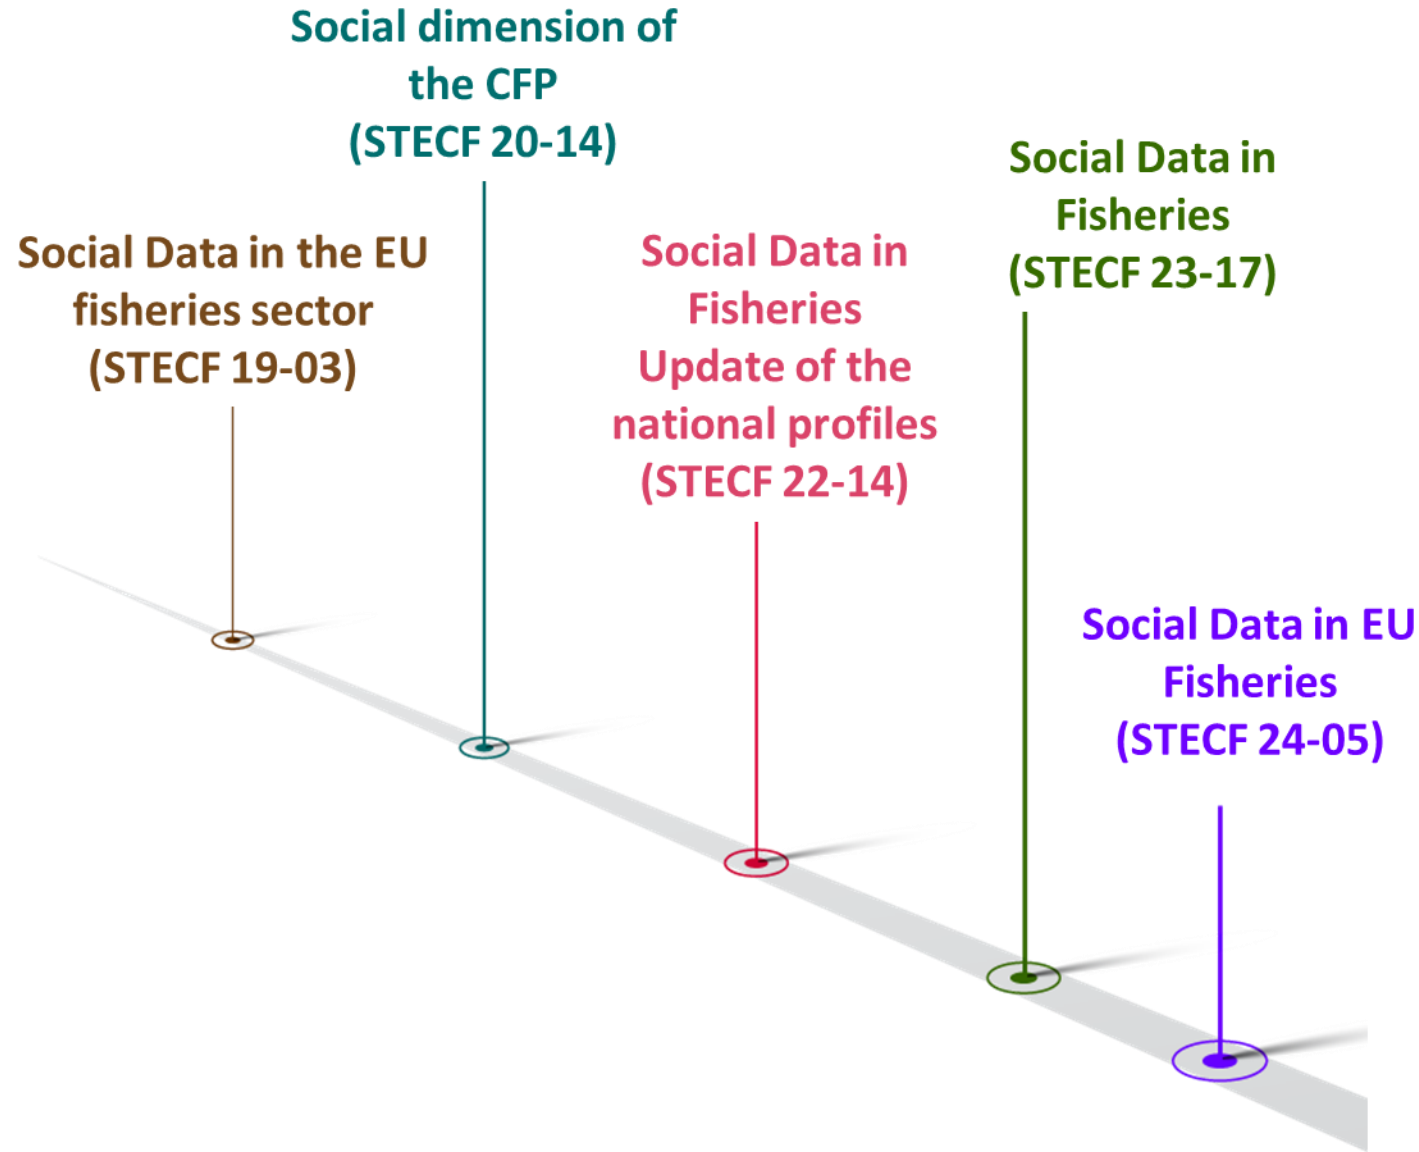 Social dimension of
the CFP
(STECF 20-14)
Social Data in
Fisheries
(STECF 23-17)
Social Data in the EU
fisheries sector
(STECF 19-03)
Social Data in
Fisheries
Update of the
national profiles
(STECF 22-14)
Social Data in EU
Fisheries
(STECF 24-05)